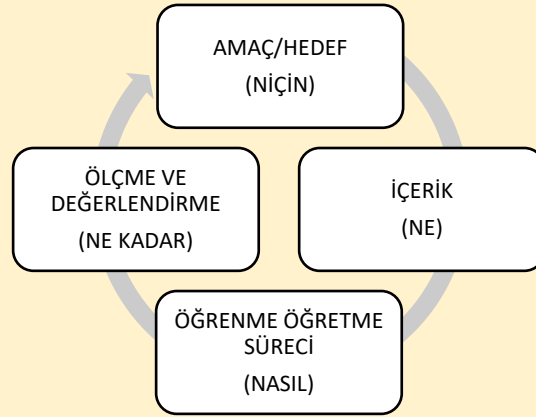 AMAÇ/HEDEF
(NİÇİN)
İÇERİK
(NE)
ÖĞRENME ÖĞRETME
SÜRECİ
(NASIL)
ÖLÇME VE
DEĞERLENDİRME
(NE KADAR)